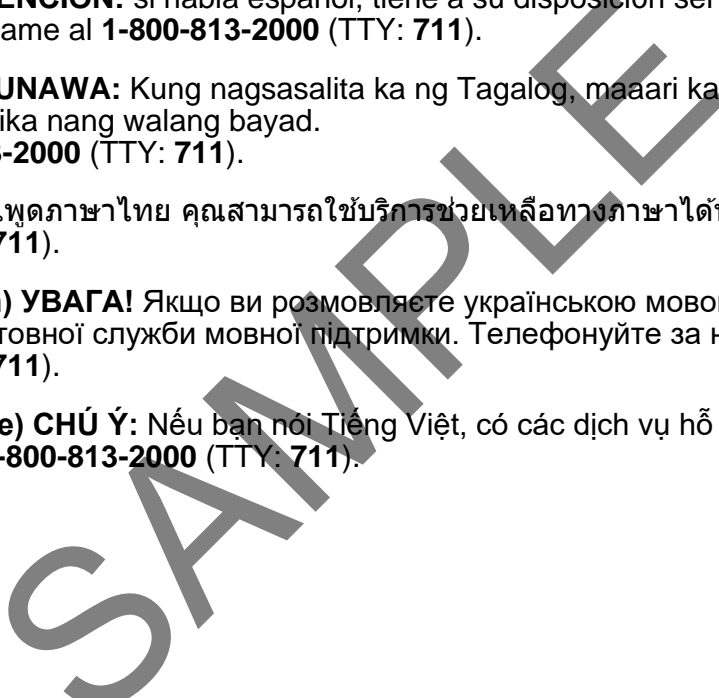 ENCIÓN: si habla español, tiene a su disposición ser
ame al 1-800-813-2000 (TTY: 711).
UNAWA: Kung nagsasalita ka ng Tagalog, maaari ka
ika nang walang bayad.
-2000 (TTY: 711).
พูดภาษาไทย คุณสามารถใช้บริการช่วยเหลือทางภาษาได้
711).
) УВАГА! Якщо ви розмовляєте українською мово
товної служби мовної підтримки. Телефонуйте за н
711).
e) CHÚ Ý: Nếu bạn nói Tiếng Việt, có các dịch vụ hỗ
-800-813-2000 (TTY: 711).
SAMPLE